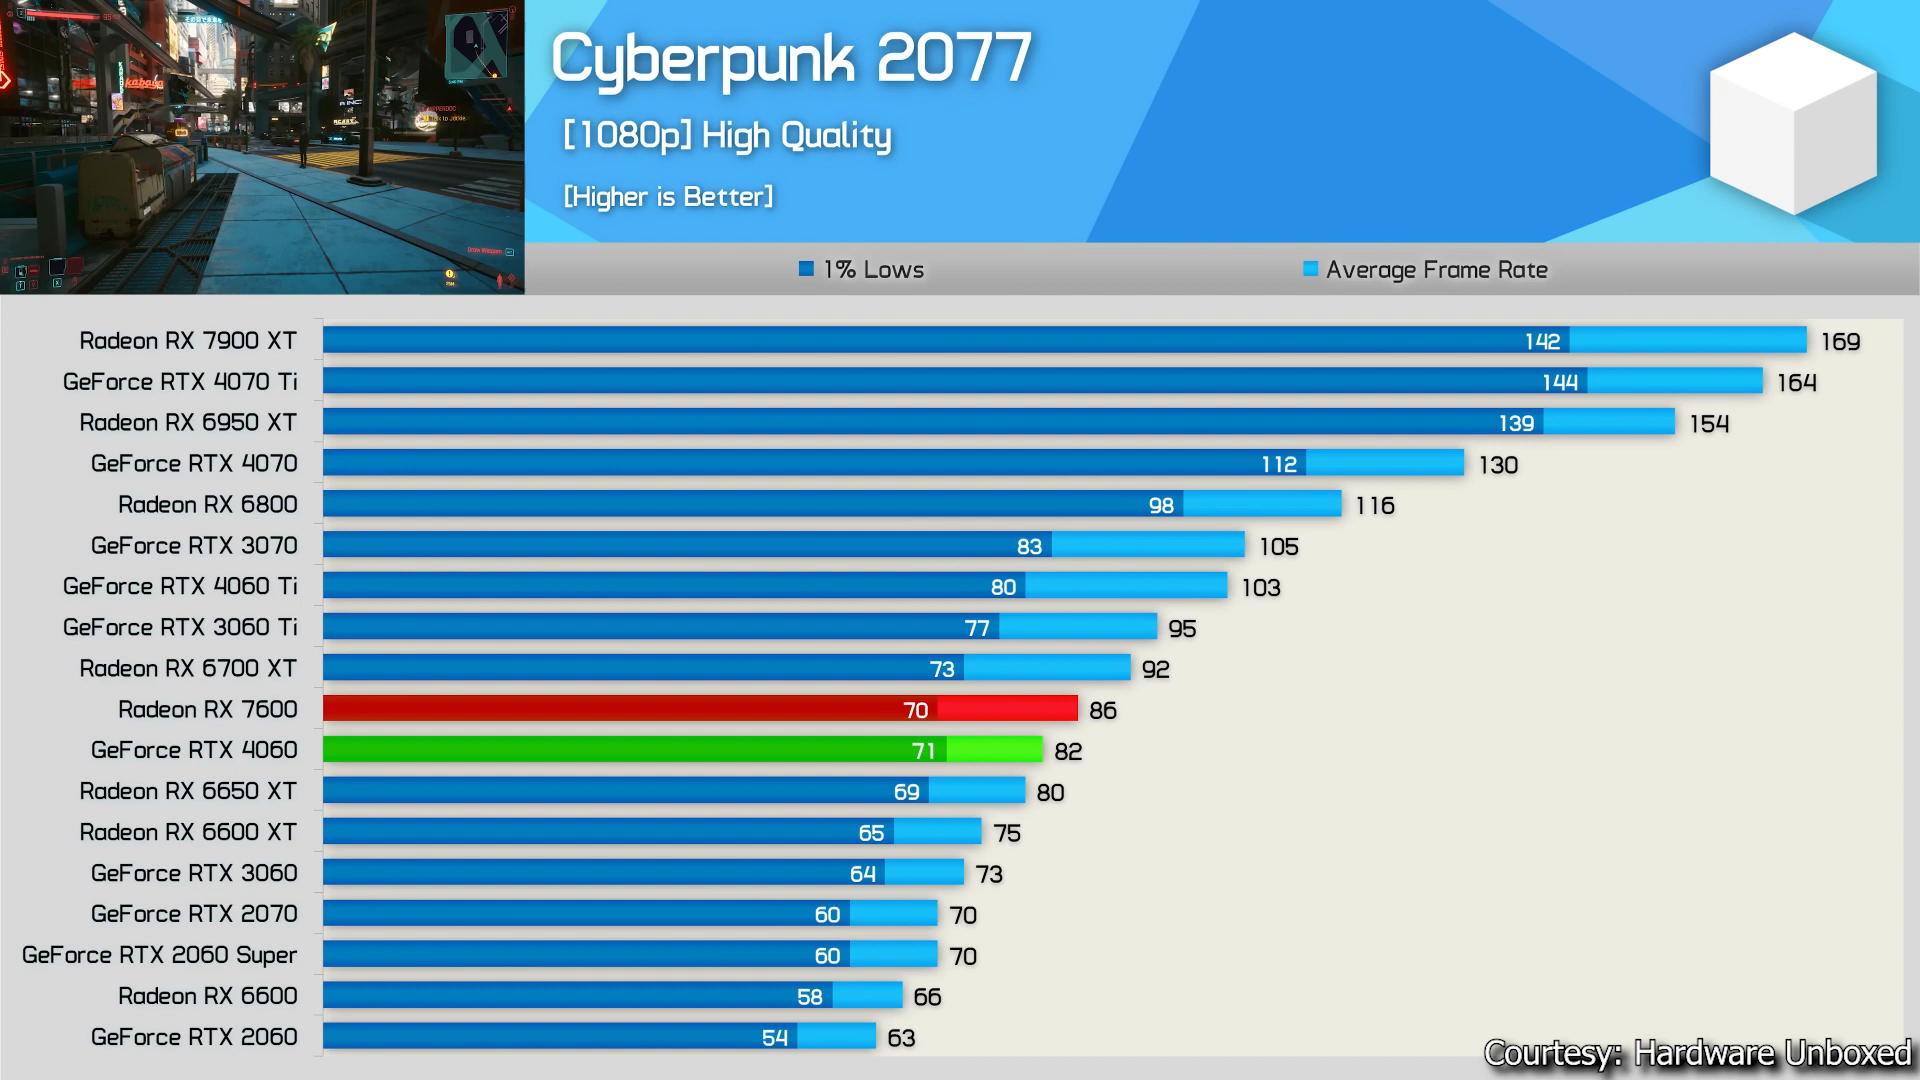 Cyberpunk 2077
[1080p] High Quality
[Higher is Better]
1% Lows
Average Frame Rate
Radeon RX 7900 XT 142 169
GeForce RTX 4070 Ti 144 164
Radeon RX 6950 XT 139 154
GeForce RTX 4070 112 130
Radeon RX 6800 98 116
GeForce RTX 3070 83 105
GeForce RTX 4060 Ti 80 103
GeForce RTX 3060 Ti 77 95
Radeon RX 6700 XT 73 92
Radeon RX 7600 70 86
GeForce RTX 4060 71 82
Radeon RX 6650 XT 69 80
Radeon RX 6600 XT 65 75
GeForce RTX 3060 64 73
GeForce RTX 2070 60 70
GeForce RTX 2060 Super 60 70
Radeon RX 6600 58 66
GeForce RTX 2060 54 63
Courtesy: Hardware Unboxed